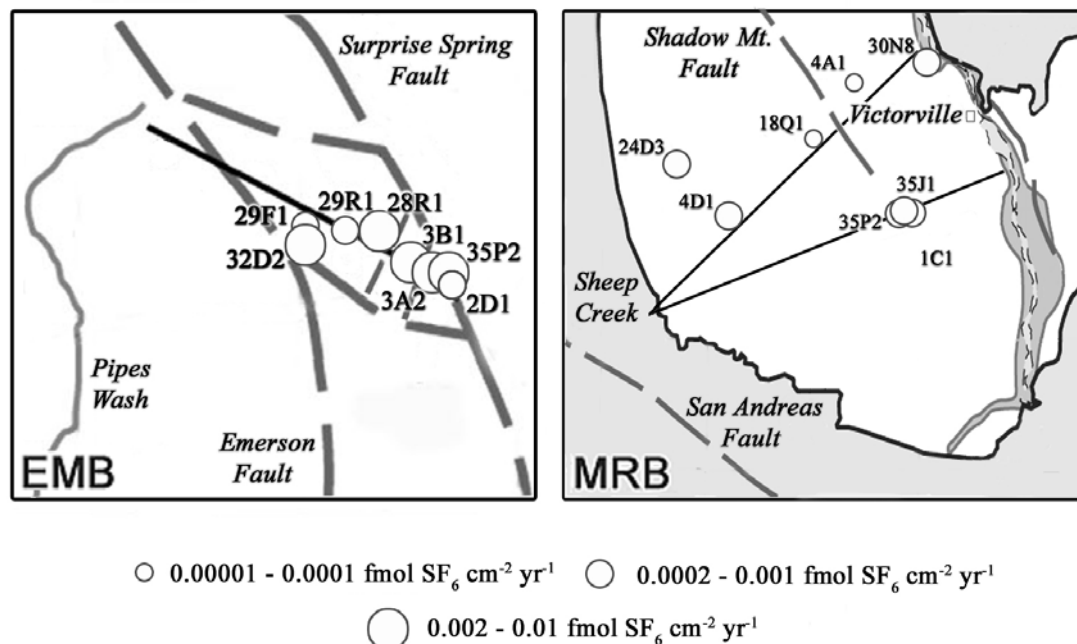 Surprise Spring
Fault
29F1
29R1
28R1
32D2
3B1
35P2
3A2
2D1
Pipes
Wash
Emerson
Fault
EMB
Shadow Mt.
Fault
30N8
4A1
Victorville
18Q1
24D3
4D1
35J1
35P2
1C1
Sheep
Creek
San Andreas
Fault
MRB
0.00001 - 0.0001 fmol SF₆ cm⁻² yr⁻¹
0.0002 - 0.001 fmol SF₆ cm⁻² yr⁻¹
0.002 - 0.01 fmol SF₆ cm⁻² yr⁻¹